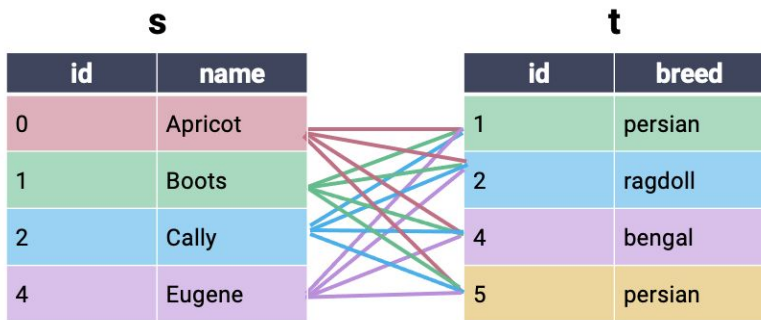 s t
id name id breed
0 Apricot 1 persian
1 Boots 2 ragdoll
2 Cally 4 bengal
4 Eugene 5 persian